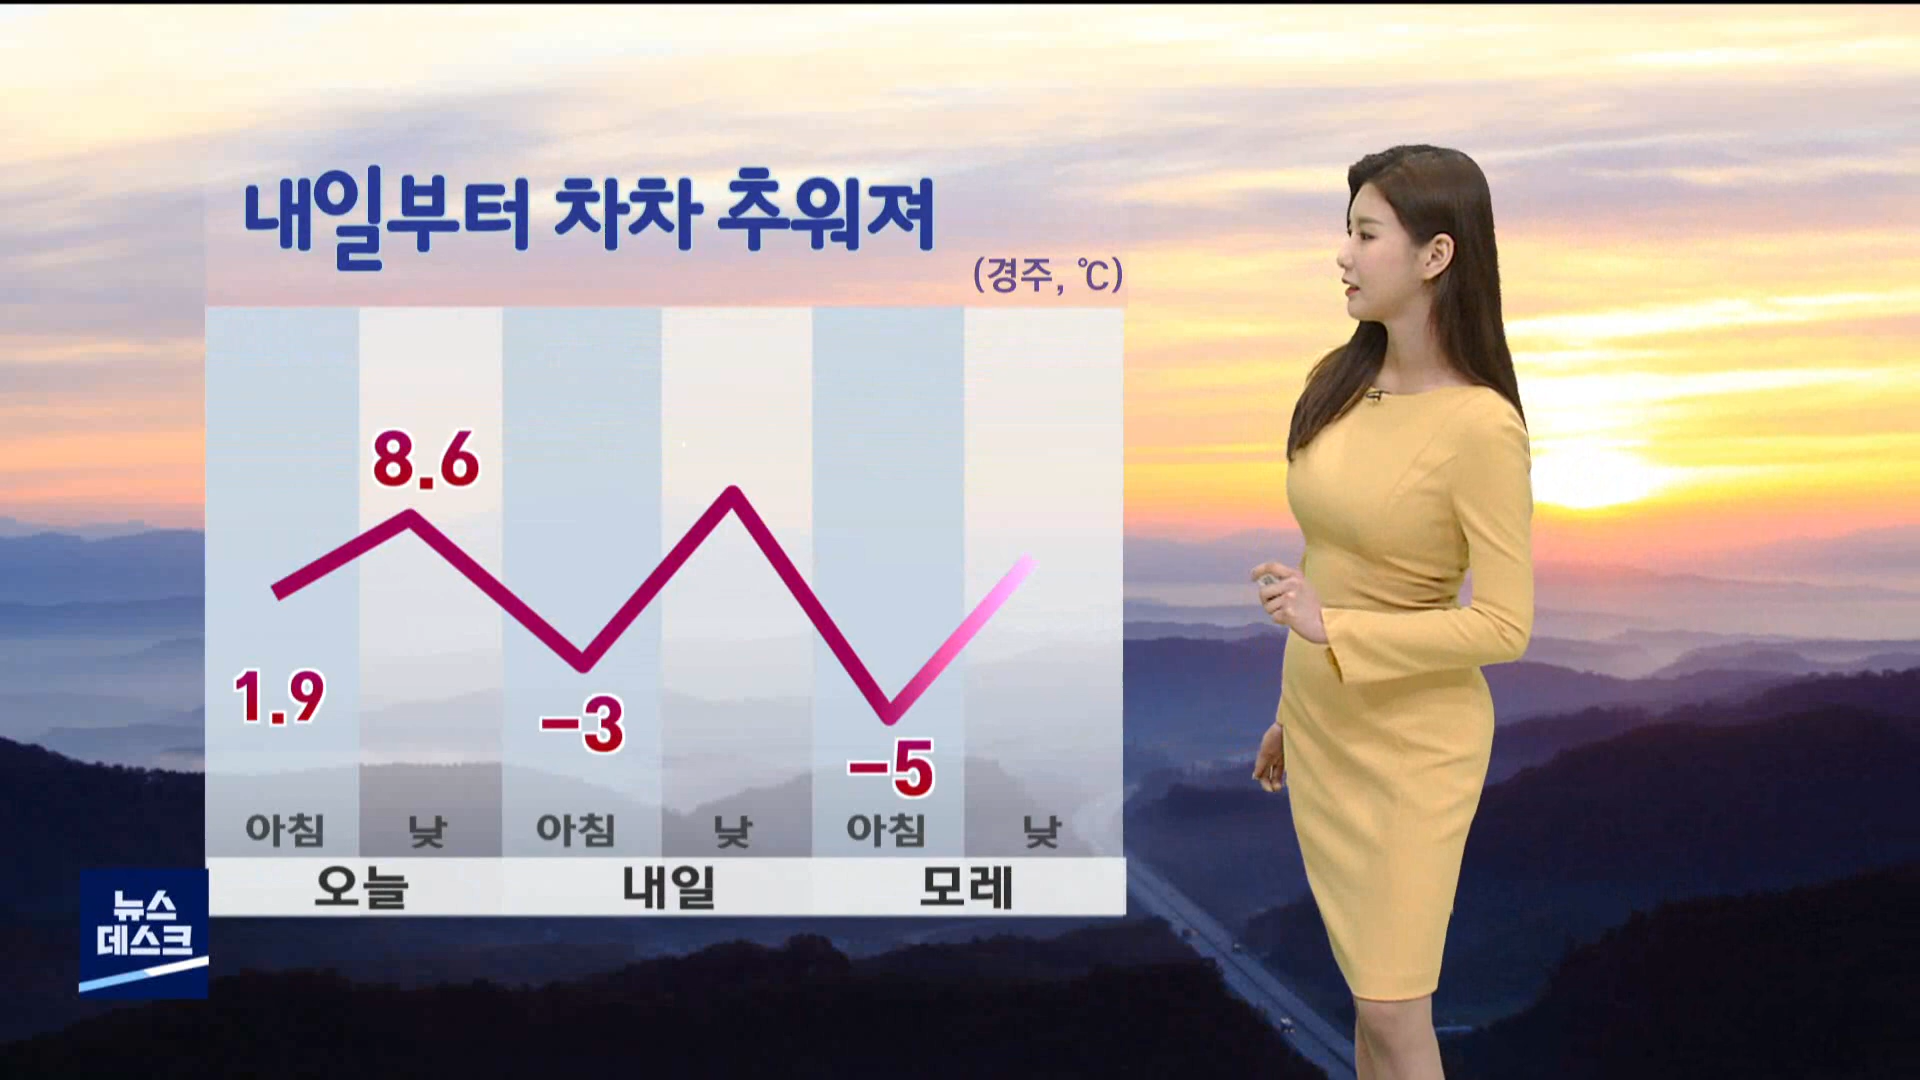 내일부터 차차 추워져
(경주, ℃)
8.6
1.9
-3
-5
아침 낮 아침 낮 아침 낮
오늘 내일 모레
뉴스
데스크